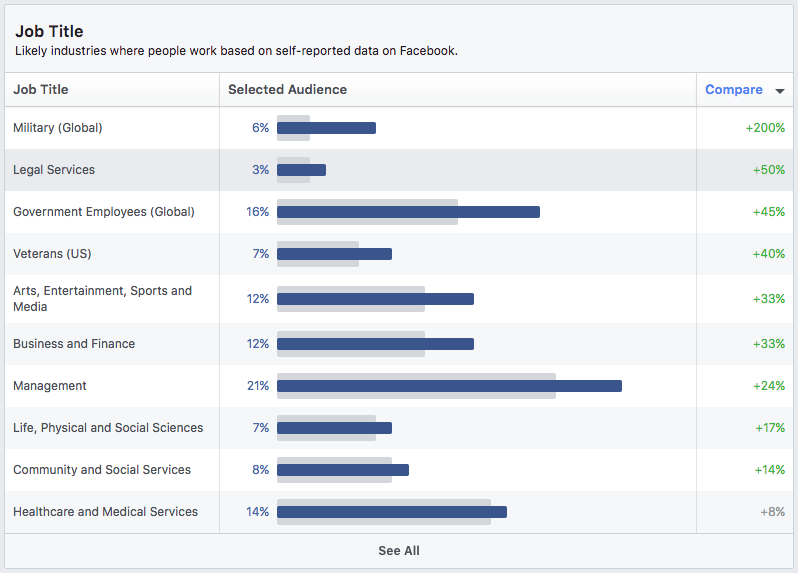 Job Title
Likely industries where people work based on self-reported data on Facebook.
Job Title Selected Audience Compare
Military (Global) 6% +200%
Legal Services 3% +50%
Government Employees (Global) 16% +45%
Veterans (US) 7% +40%
Arts, Entertainment, Sports and
Media 12% +33%
Business and Finance 12% +33%
Management 21% +24%
Life, Physical and Social Sciences 7% +17%
Community and Social Services 8% +14%
Healthcare and Medical Services 14% +8%
See All